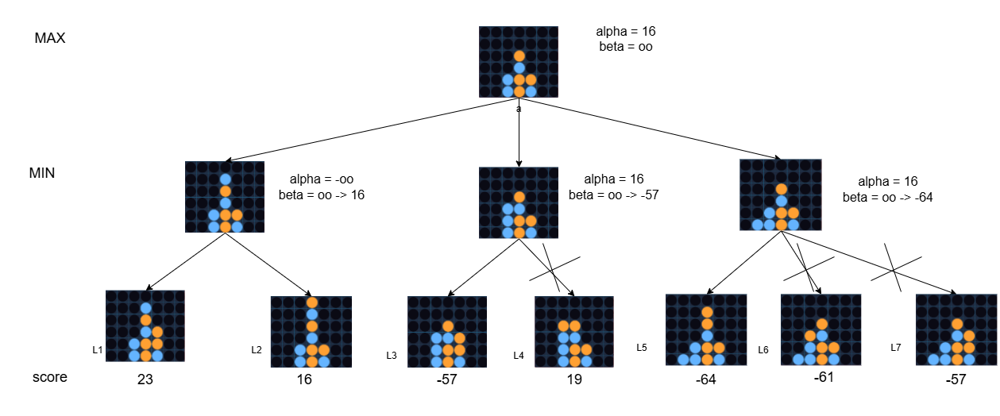 MAX
alpha = 16
beta = oo
a
MIN
alpha = -oo
beta = oo -> 16
alpha = 16
beta = oo -> -57
alpha = 16
beta = oo -> -64
L1
L2
L3
L4
L5
L6
L7
score
23
16
-57
19
-64
-61
-57